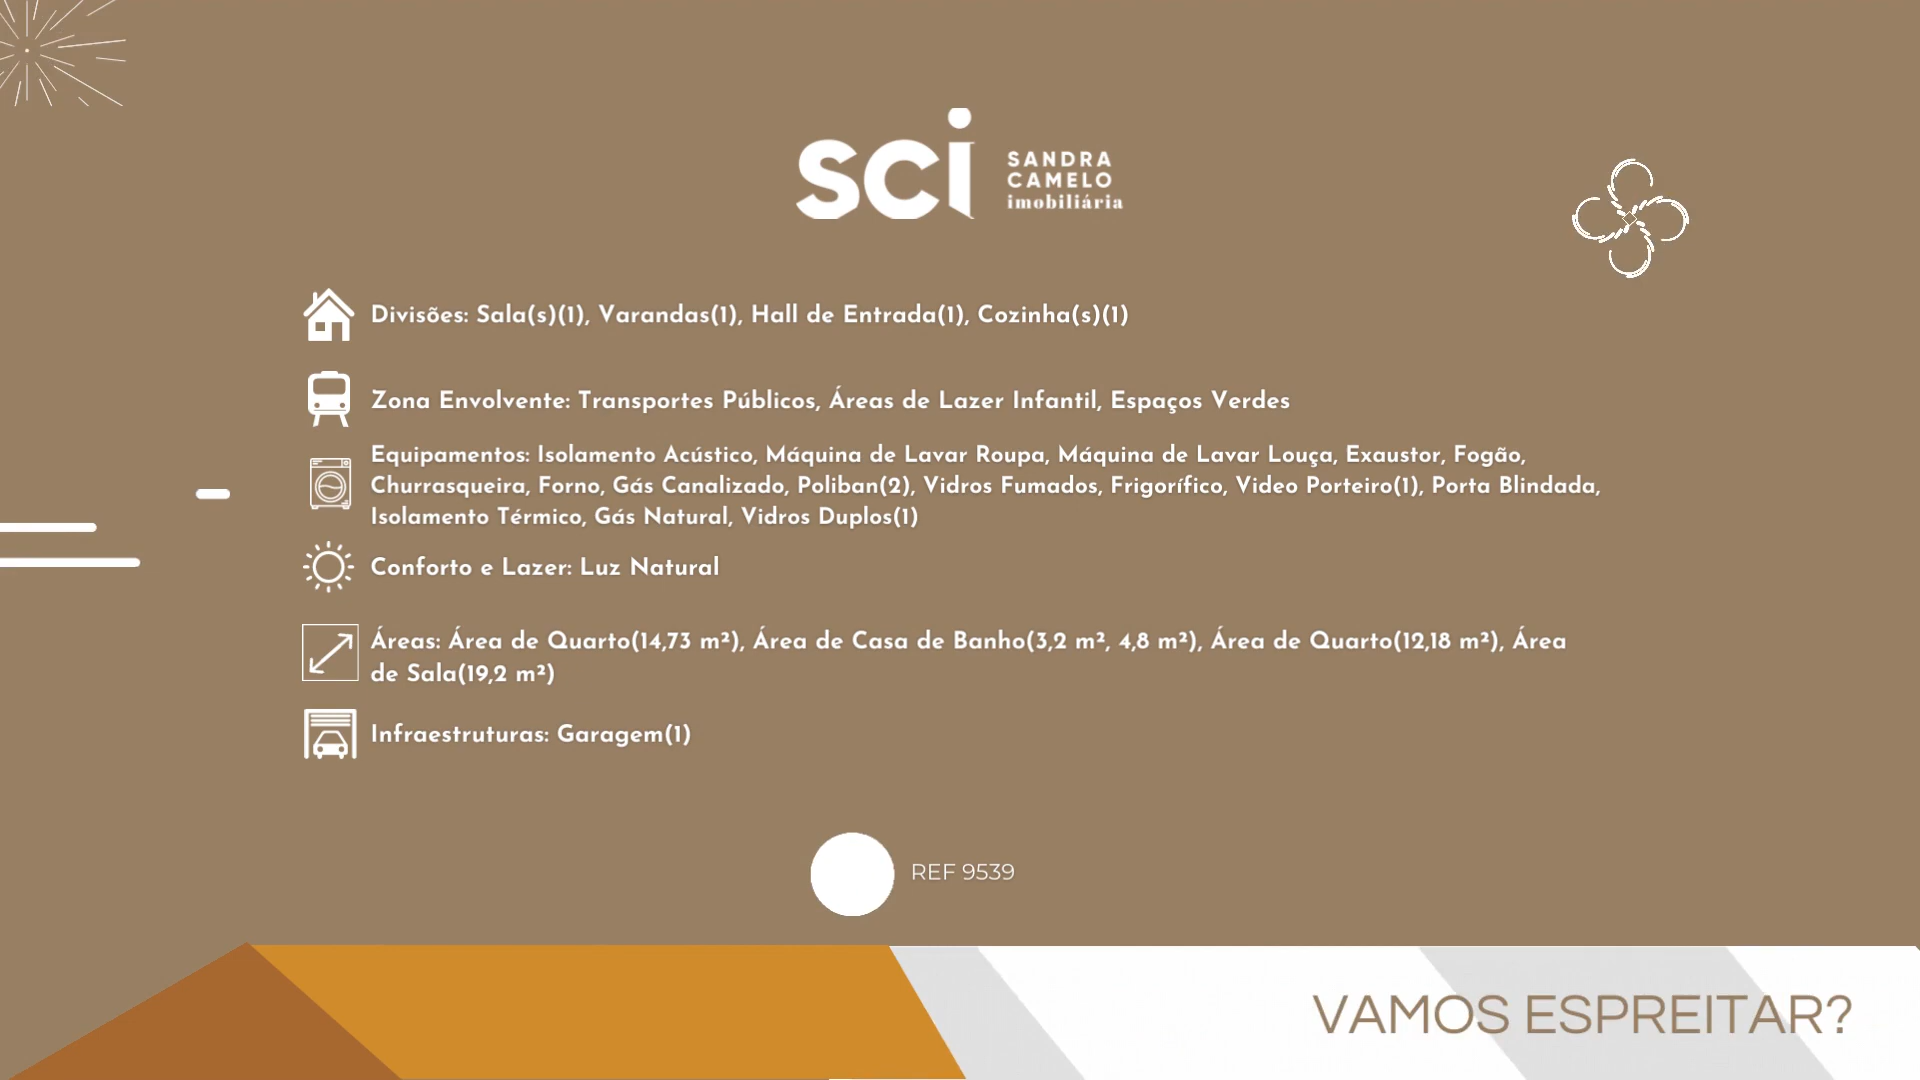 sci
SANDRA
CAMELO
imobiliária
Divisões: Sala(s)(1), Varandas(1), Hall de Entrada(1), Cozinha(s)(1)
Zona Envolvente: Transportes Públicos, Áreas de Lazer Infantil, Espaços Verdes
Equipamentos: Isolamento Acústico, Máquina de Lavar Roupa, Máquina de Lavar Louça, Exaustor, Fogão,
Churrasqueira, Forno, Gás Canalizado, Poliban(2), Vidros Fumados, Frigorífico, Video Porteiro(1), Porta Blindada,
Isolamento Térmico, Gás Natural, Vidros Duplos(1)
Conforto e Lazer: Luz Natural
Áreas: Área de Quarto(14,73 m²), Área de Casa de Banho(3,2 m², 4,8 m²), Área de Quarto(12,18 m²), Área
de Sala(19,2 m²)
Infraestruturas: Garagem(1)
REF 9539
VAMOS ESPREITAR?